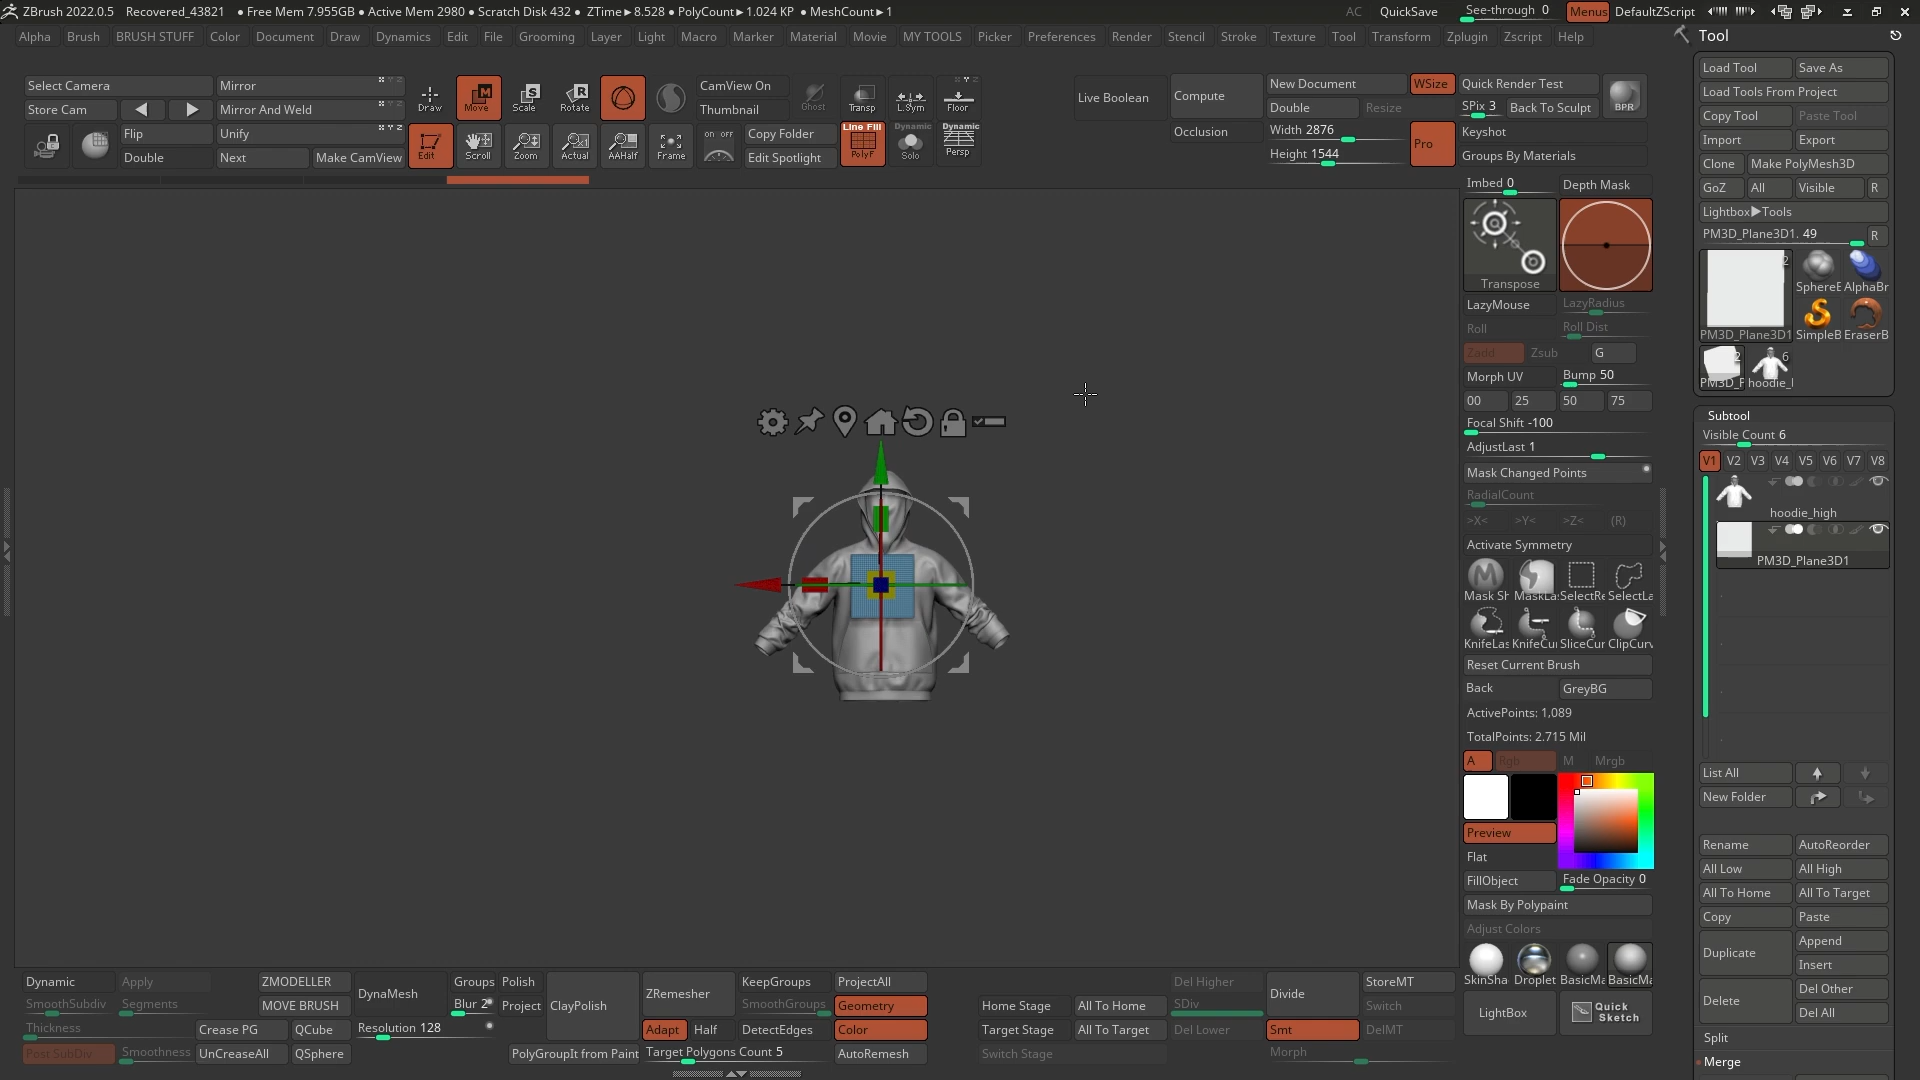 ZBrush 2022.0.5 Recovered_43821 • Free Mem 7.955GB • Active Mem 2980 • Scratch Disk 432 • ZTime►8.528 • PolyCount►1.024 KP • MeshCount►1 AC QuickSave See-through 0 Menus DefaultZScript
Alpha Brush BRUSH STUFF Color Document Draw Dynamics Edit File Grooming Layer Light Macro Marker Material Movie MY TOOLS Picker Preferences Render Stencil Stroke Texture Tool Transform Zplugin Zscript Help
Select Camera
Store Cam
Mirror
Mirror And Weld
Flip
Unify
Double
Next
Make CamView
Draw
Move
Scale
Rotate
CamView On
Thumbnail
Ghost
Transp
L.Sym
Floor
Edit
Scroll
Zoom
Actual
AAHalf
Frame
ON OFF
Copy Folder
Edit Spotlight
Line Fill
PolyF
Dynamic
Solo
Dynamic
Persp
Live Boolean
Compute
Occlusion
New Document
WSize
Double
Resize
Width 2876
Height 1544
Pro
Quick Render Test
SPix 3
Back To Sculpt
BPR
Keyshot
Groups By Materials
Imbed 0
Depth Mask
Transpose
LazyMouse
LazyRadius
Roll
Roll Dist
Zadd
Zsub
G
Morph UV
Bump 50
00 25 50 75
Focal Shift -100
AdjustLast 1
Mask Changed Points
RadialCount
>X< >Y< >Z< (R)
Activate Symmetry
Mask Sh MaskLa: SelectRe SelectLa
KnifeLas KnifeCu SliceCur ClipCurv
Reset Current Brush
Back
GreyBG
ActivePoints: 1,089
TotalPoints: 2.715 Mil
A Rgb M Mrgb
Preview
Flat
FillObject
Fade Opacity 0
Mask By Polypaint
Adjust Colors
SkinSha Droplet BasicMa BasicMa
LightBox
Quick
Sketch
Tool
Load Tool
Save As
Load Tools From Project
Copy Tool
Paste Tool
Import
Export
Clone
Make PolyMesh3D
GoZ
All
Visible
R
Lightbox►Tools
PM3D_Plane3D1. 49
R
2
PM3D_Plane3D1
SphereB
AlphaBr
SimpleB
EraserB
2
PM3D_F
6
hoodie_l
Subtool
Visible Count 6
V1 V2 V3 V4 V5 V6 V7 V8
hoodie_high
PM3D_Plane3D1
List All
New Folder
Rename
AutoReorder
All Low
All High
All To Home
All To Target
Copy
Paste
Duplicate
Append
Insert
Delete
Del Other
Del All
Split
Merge
Dynamic
Apply
SmoothSubdiv
Segments
Thickness
Post SubDiv
Smoothness
ZMODELLER
MOVE BRUSH
Crease PG
QCube
UnCreaseAll
QSphere
DynaMesh
Groups
Polish
Blur 2
Project
Resolution 128
ClayPolish
PolyGroupIt from Paint
ZRemesher
Adapt
Half
KeepGroups
SmoothGroups
DetectEdges
Target Polygons Count 5
ProjectAll
Geometry
Color
AutoRemesh
Home Stage
All To Home
Target Stage
All To Target
Switch Stage
Del Higher
SDiv
Del Lower
Divide
Smt
Morph
StoreMT
Switch
DelMT